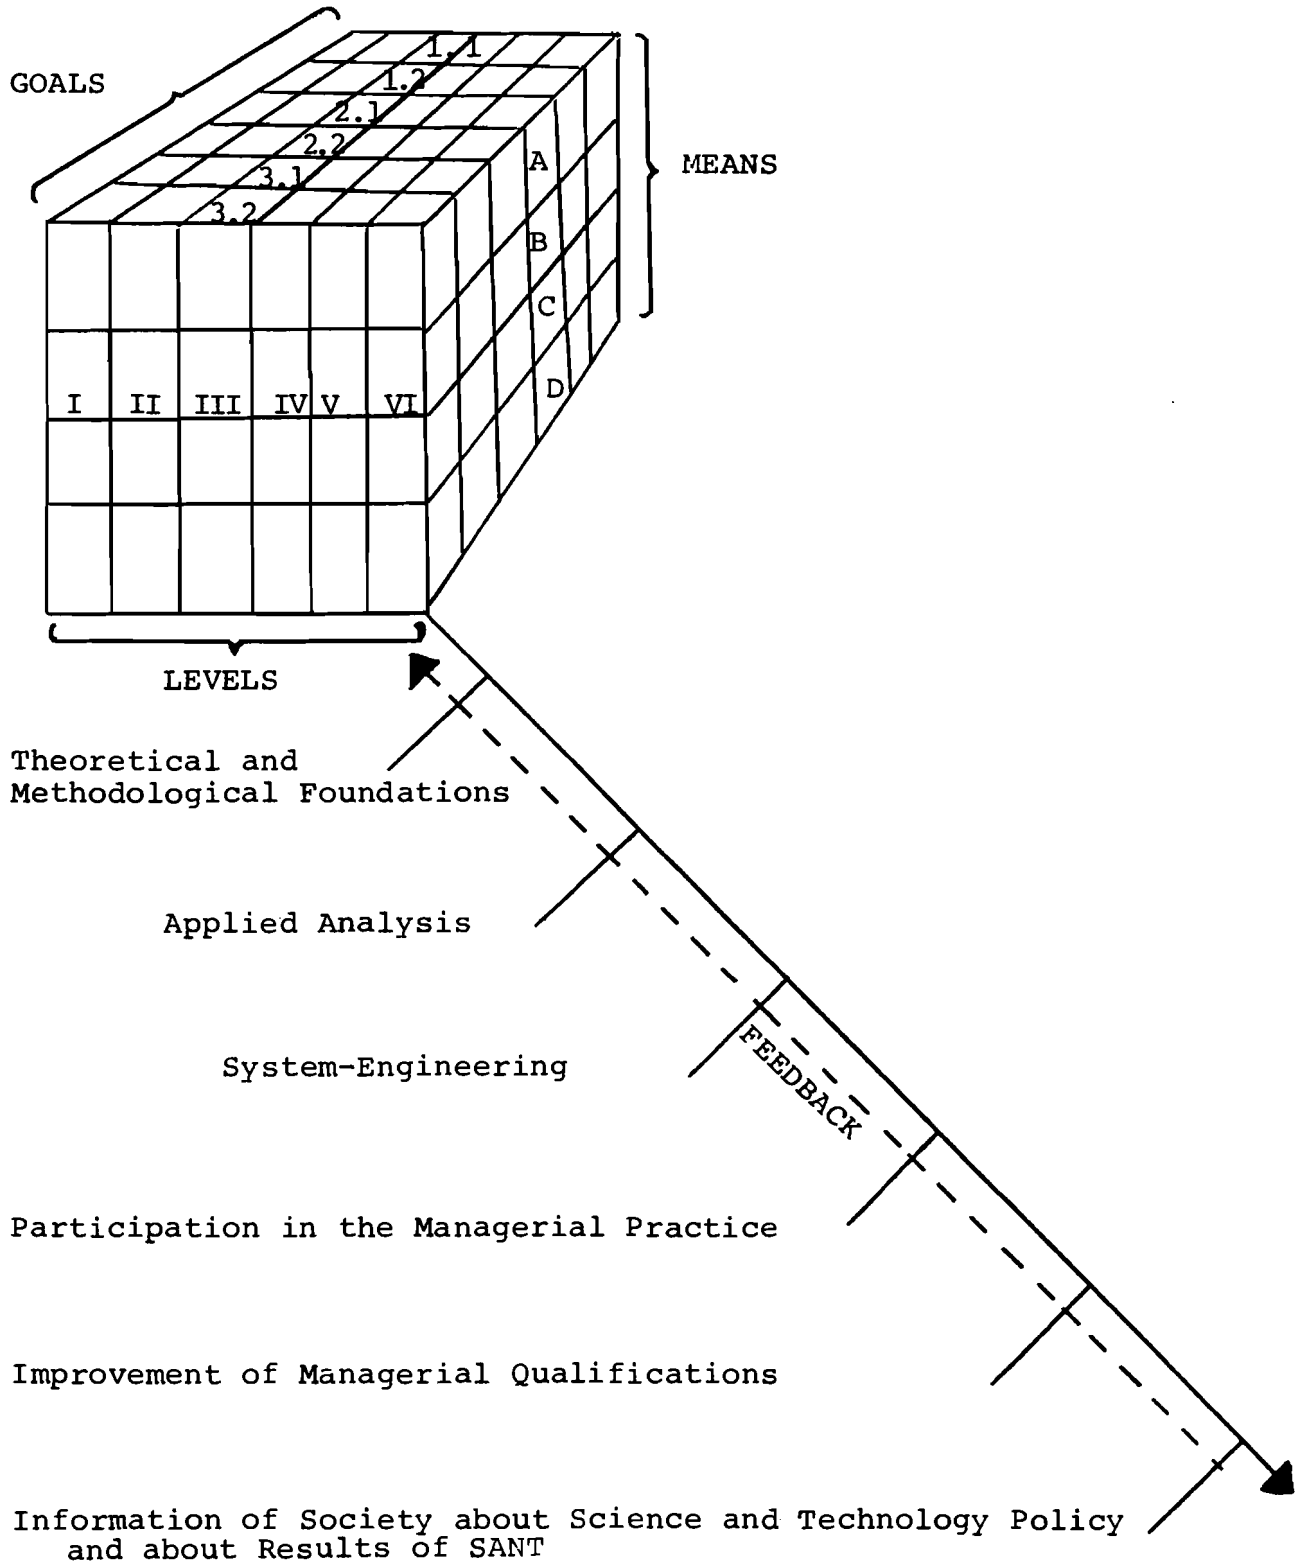 1.1
GOALS
1.2
2.1
2.2
3.1
3.2
A
MEANS
B
C
D
I II III IV V VI
LEVELS
Theoretical and
Methodological Foundations
Applied Analysis
System-Engineering
FEEDBACK
Participation in the Managerial Practice
Improvement of Managerial Qualifications
Information of Society about Science and Technology Policy
and about Results of SANT